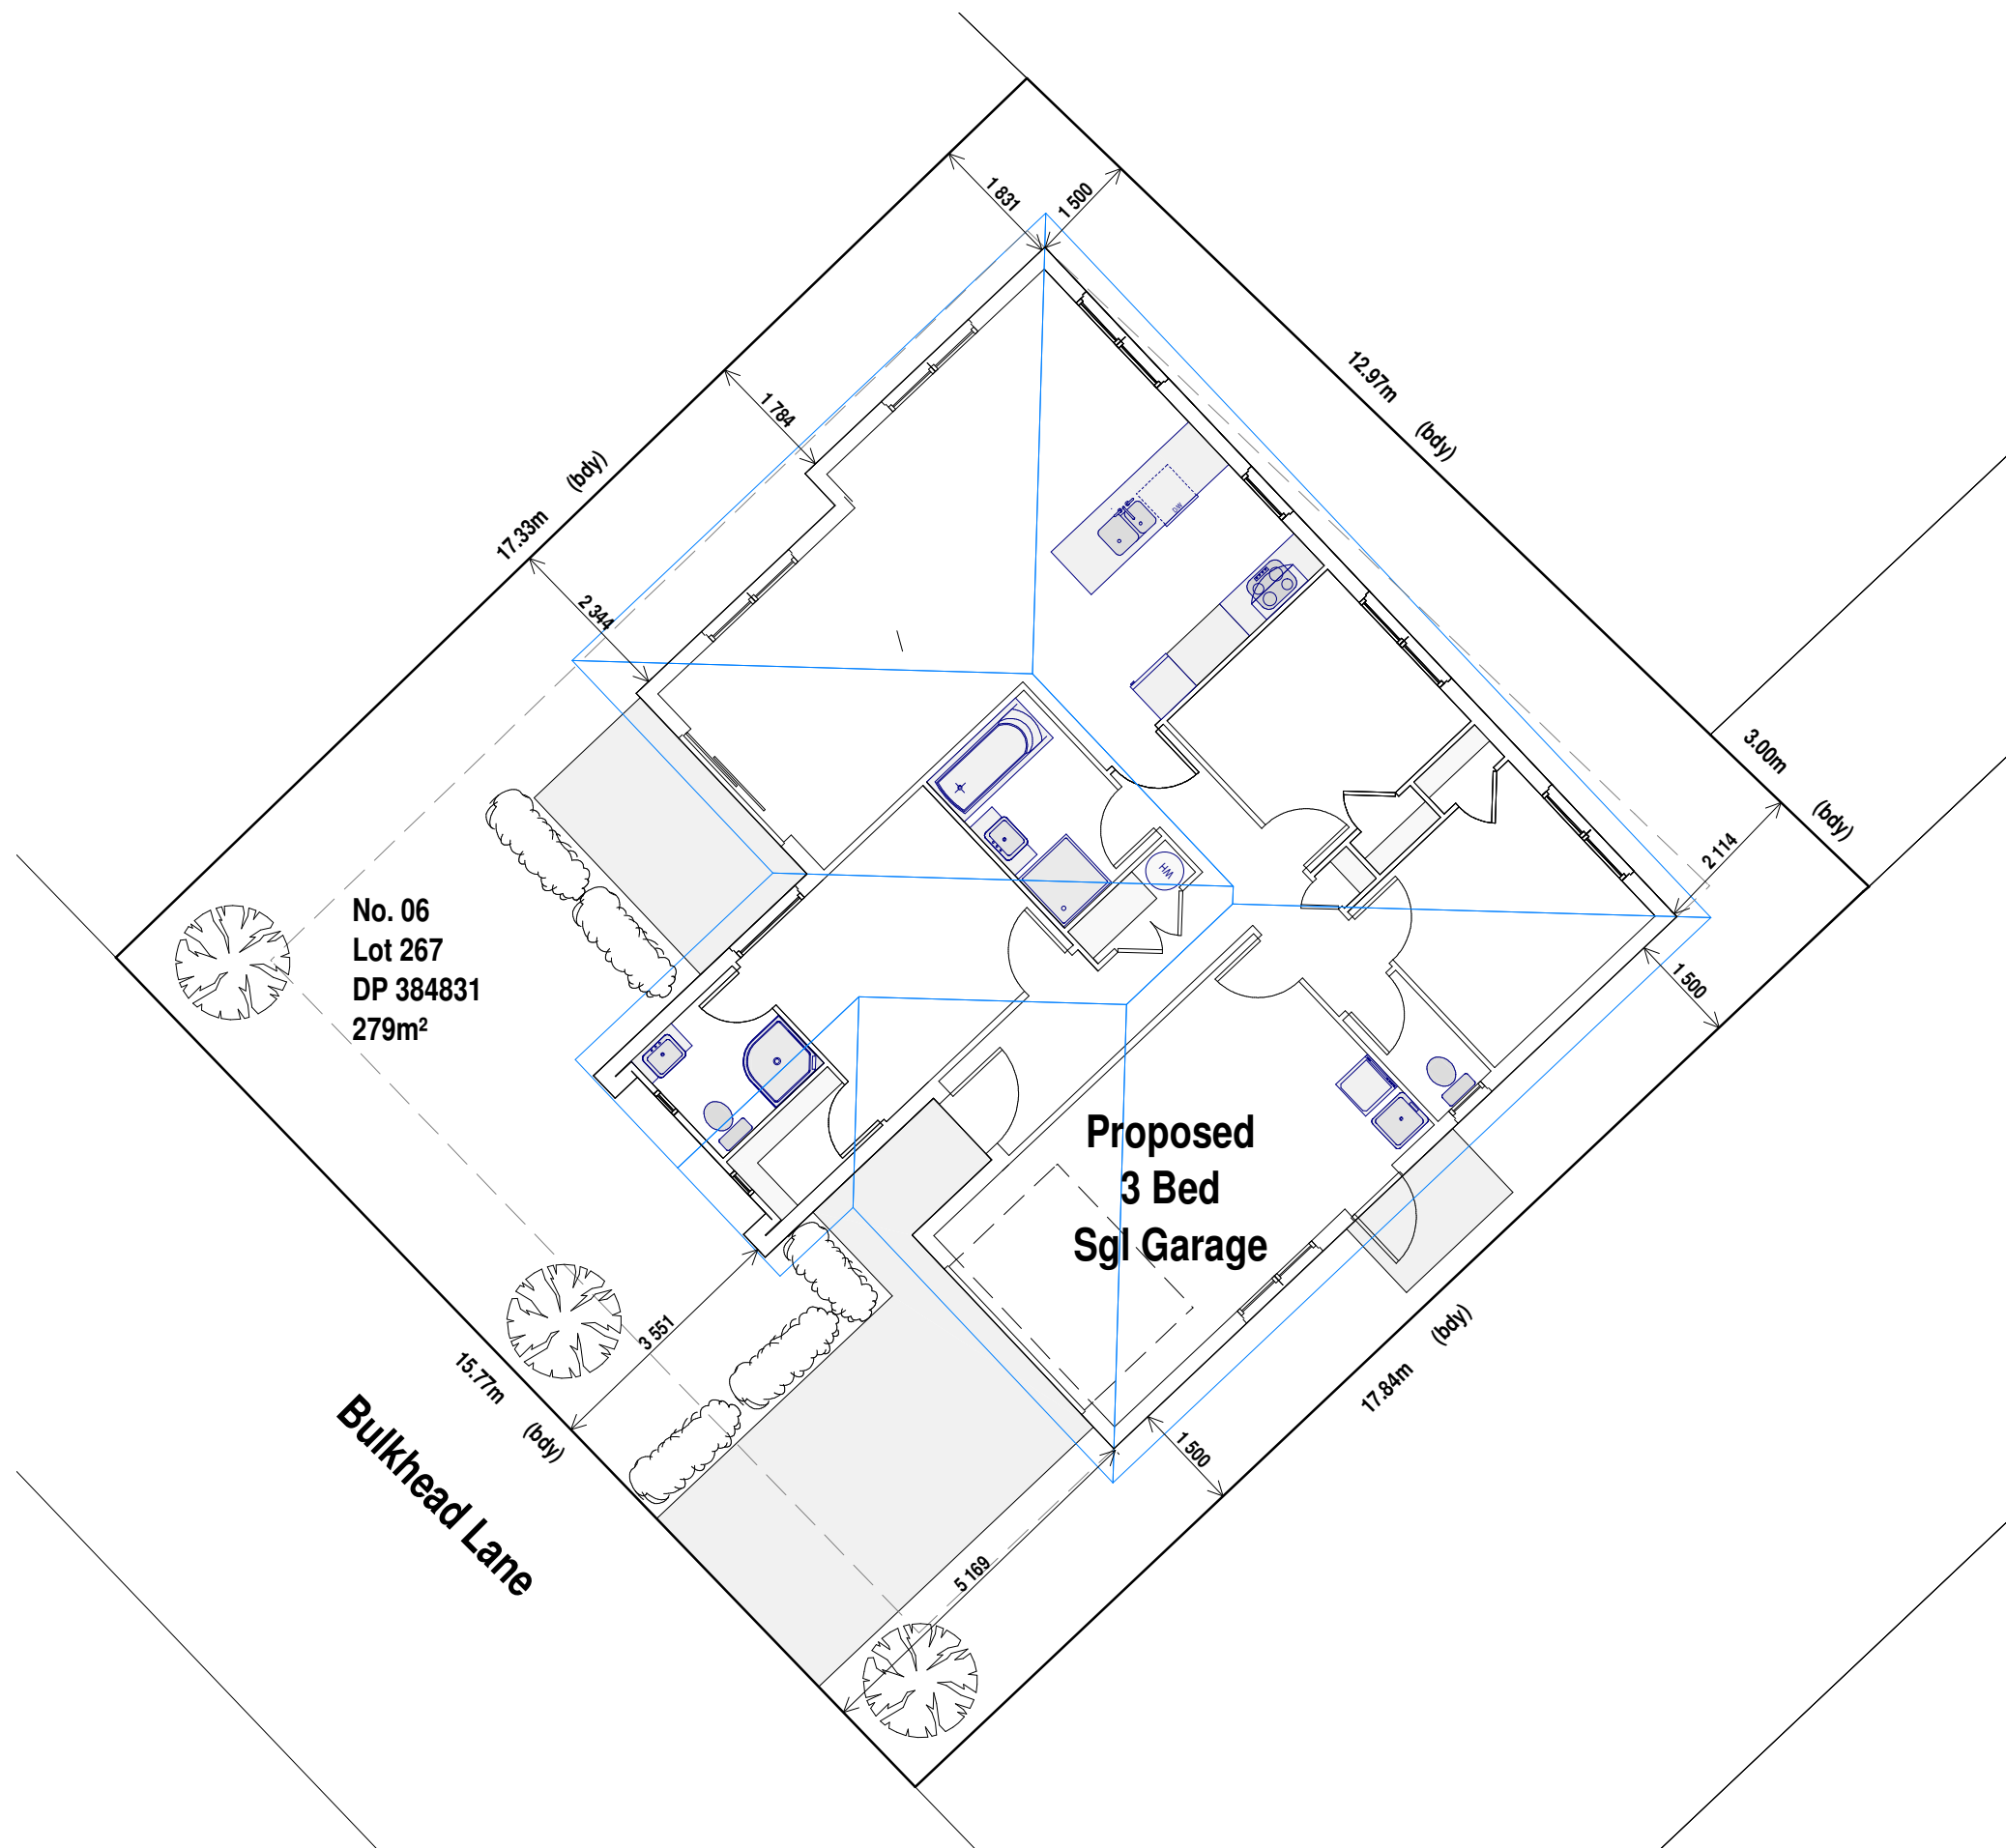 1 831
1 500
12.97m
(bdy)
1 784
(bdy)
17.33m
2 344
D/W
3.00m
(bdy)
2 114
WH
No. 06
Lot 267
DP 384831
279m²
1 500
Proposed
3 Bed
Sgl Garage
3 551
15.77m
(bdy)
Bulkhead Lane
(bdy)
17.84m
1 500
5 169